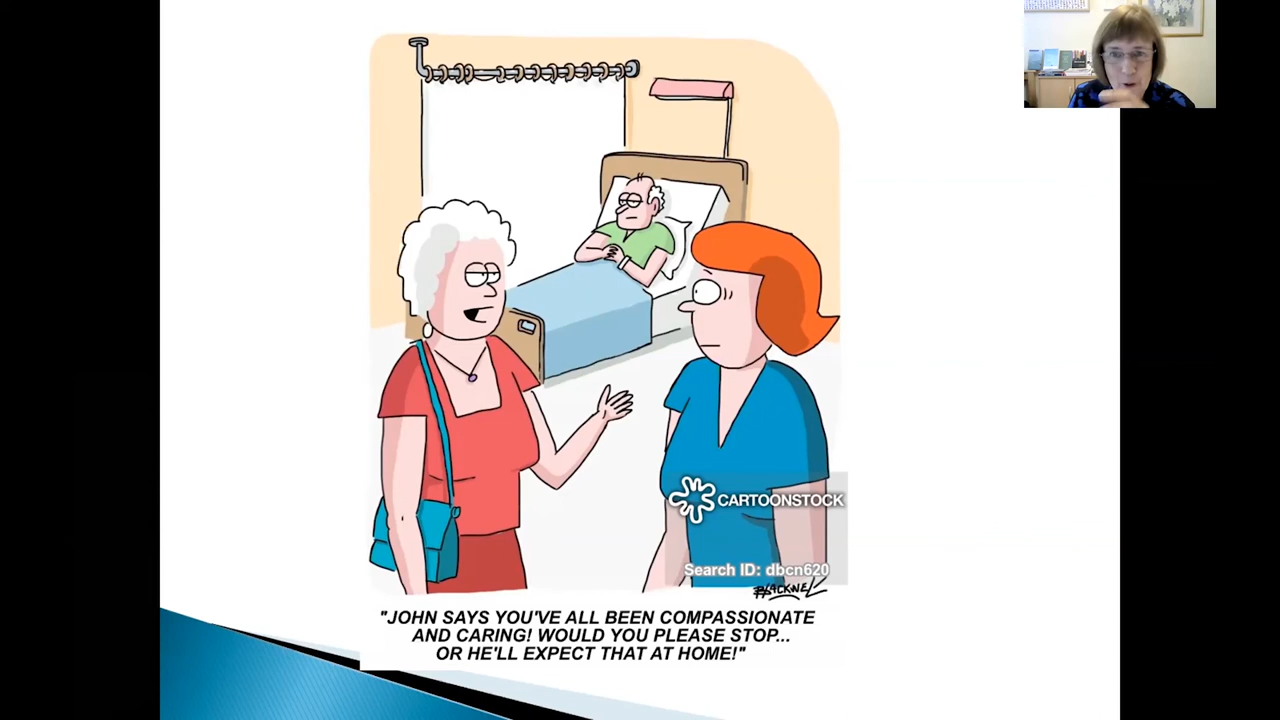 CARTOONSTOCK
Search ID: dbcn620
"JOHN SAYS YOU'VE ALL BEEN COMPASSIONATE
AND CARING! WOULD YOU PLEASE STOP...
OR HE'LL EXPECT THAT AT HOME!"